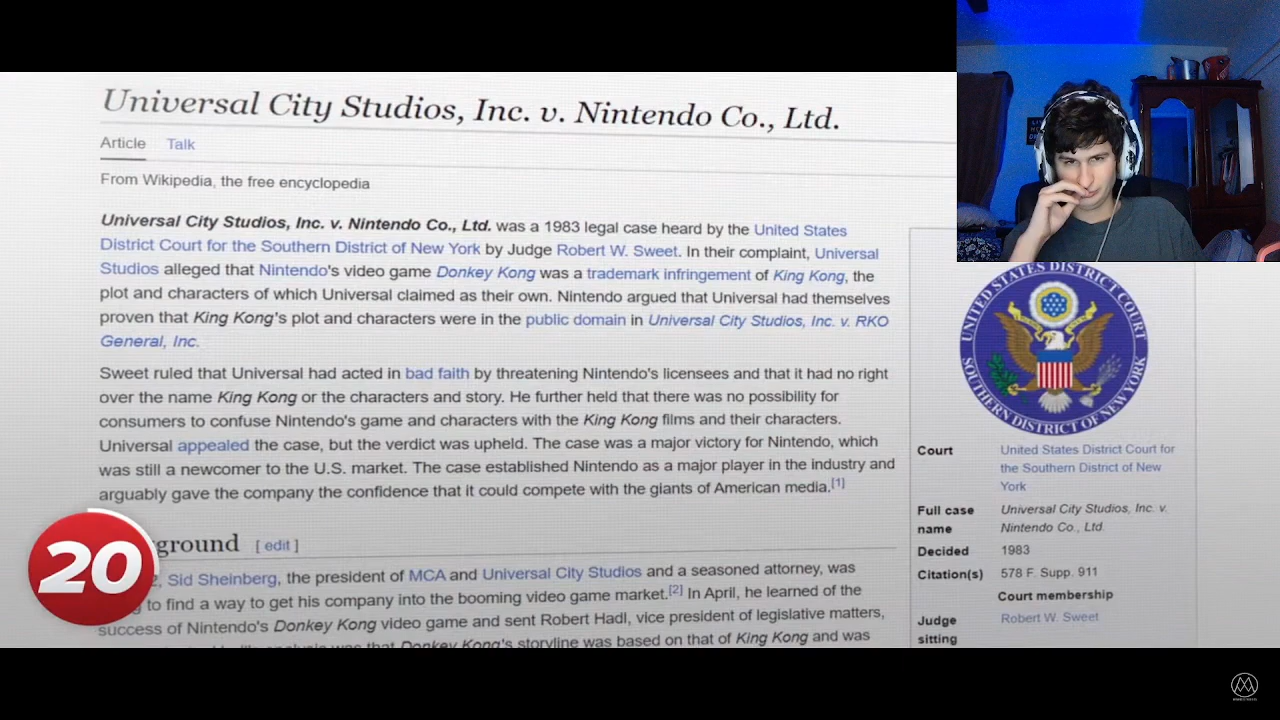 Universal City Studios, Inc. v. Nintendo Co., Ltd.
Article Talk
From Wikipedia, the free encyclopedia
Universal City Studios, Inc. v. Nintendo Co., Ltd. was a 1983 legal case heard by the United States
District Court for the Southern District of New York by Judge Robert W. Sweet. In their complaint, Universal
Studios alleged that Nintendo's video game Donkey Kong was a trademark infringement of King Kong, the
plot and characters of which Universal claimed as their own. Nintendo argued that Universal had themselves
proven that King Kong's plot and characters were in the public domain in Universal City Studios, Inc. v. RKO
General, Inc.
Sweet ruled that Universal had acted in bad faith by threatening Nintendo's licensees and that it had no right
over the name King Kong or the characters and story. He further held that there was no possibility for
consumers to confuse Nintendo's game and characters with the King Kong films and their characters.
Universal appealed the case, but the verdict was upheld. The case was a major victory for Nintendo, which
was still a newcomer to the U.S. market. The case established Nintendo as a major player in the industry and
arguably gave the company the confidence that it could compete with the giants of American media.[1]
ground [ edit ]
Sid Sheinberg, the president of MCA and Universal City Studios and a seasoned attorney, was
to find a way to get his company into the booming video game market.[2] In April, he learned of the
success of Nintendo's Donkey Kong video game and sent Robert Hadl, vice president of legislative matters,
was that Donkey Kong's storyline was based on that of King Kong and was
20
UNITED STATES DISTRICT COURT
SOUTHERN DISTRICT OF NEW YORK
Court United States District Court for
the Southern District of New
York
Full case Universal City Studios, Inc. v.
name Nintendo Co., Ltd.
Decided 1983
Citation(s) 578 F. Supp. 911
Court membership
Judge Robert W. Sweet
sitting